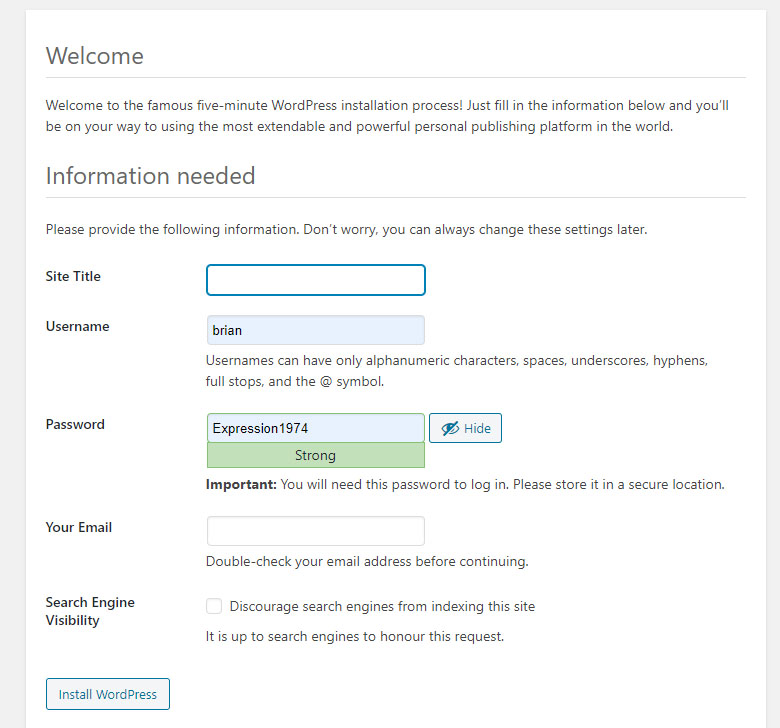 Welcome
Welcome to the famous five-minute WordPress installation process! Just fill in the information below and you’ll
be on your way to using the most extendable and powerful personal publishing platform in the world.
Information needed
Please provide the following information. Don’t worry, you can always change these settings later.
Site Title
Username
brian
Usernames can have only alphanumeric characters, spaces, underscores, hyphens,
full stops, and the @ symbol.
Password
Expression1974
Hide
Strong
Important: You will need this password to log in. Please store it in a secure location.
Your Email
Double-check your email address before continuing.
Search Engine
Visibility
Discourage search engines from indexing this site
It is up to search engines to honour this request.
Install WordPress